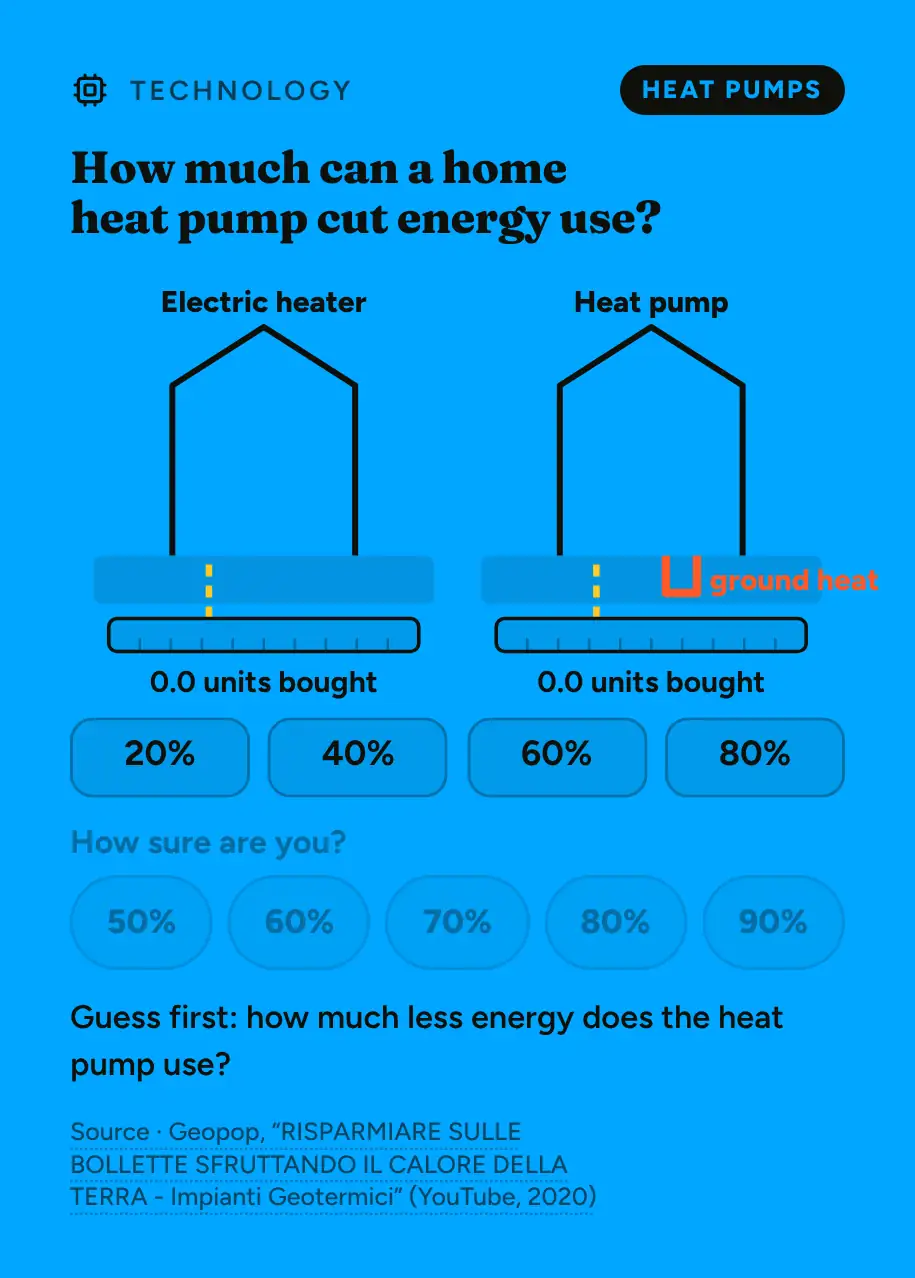 TECHNOLOGY
HEAT PUMPS
How much can a home
heat pump cut energy use?
Electric heater
Heat pump
ground heat
0.0 units bought
0.0 units bought
20%
40%
60%
80%
How sure are you?
50%
60%
70%
80%
90%
Guess first: how much less energy does the heat
pump use?
Source · Geopop, “RISPARMIARE SULLE
BOLLETTE SFRUTTANDO IL CALORE DELLA
TERRA - Impianti Geotermici” (YouTube, 2020)